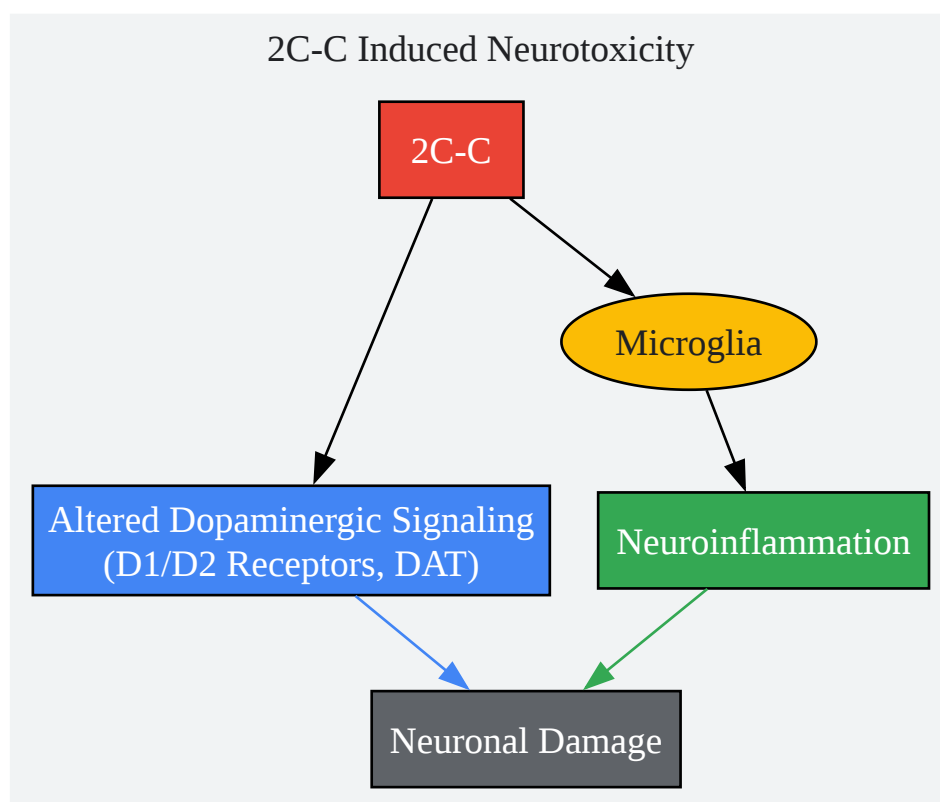 2C-C Induced Neurotoxicity
2C-C
Microglia
Altered Dopaminergic Signaling
(D1/D2 Receptors, DAT)
Neuroinflammation
Neuronal Damage